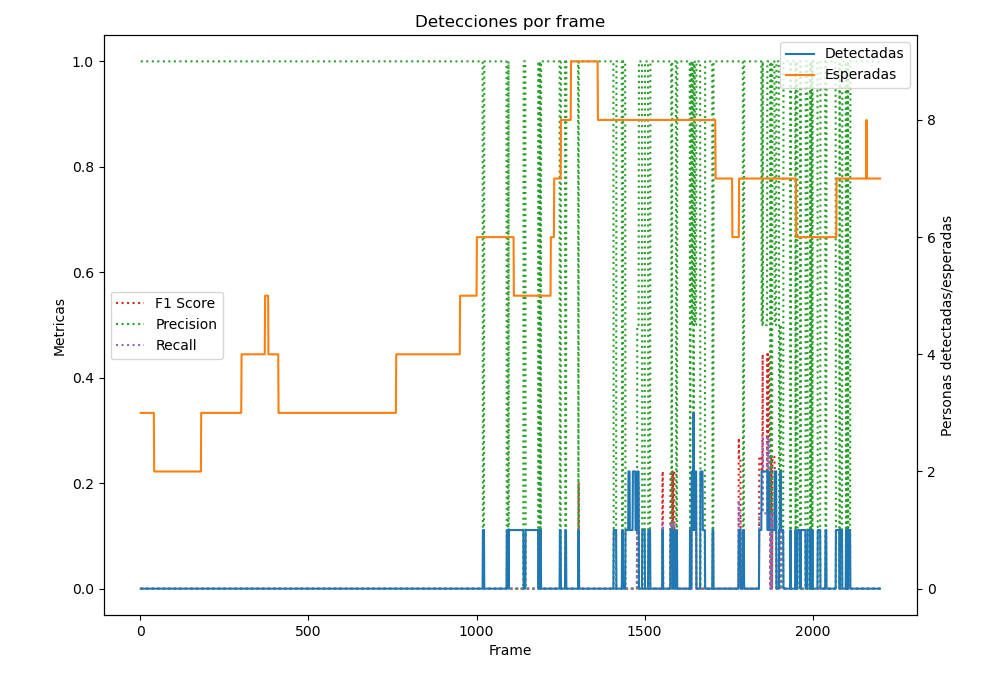 Detecciones por frame
Detectadas
Esperadas
F1 Score
Precision
Recall
Metricas
1.0
0.8
0.6
0.4
0.2
0.0
8
6
4
2
0
Personas detectadas/esperadas
0
500
1000
1500
2000
Frame